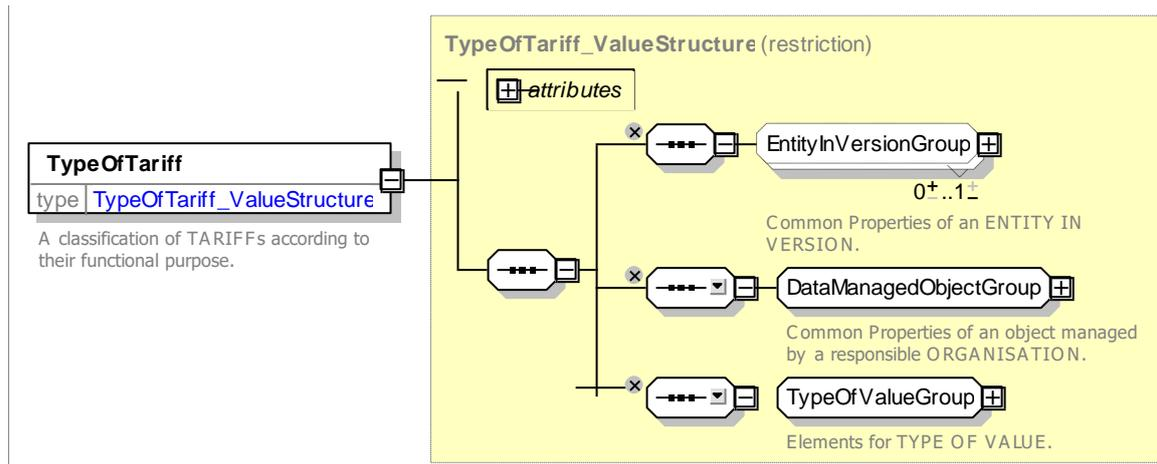 TypeOfTariff_ValueStructure (restriction)
attributes
EntityInVersionGroup
0..1
Common Properties of an ENTITY IN
VERSION.
TypeOfTariff
type TypeOfTariff_ValueStructure
A classification of TARIFFs according to
their functional purpose.
DataManagedObjectGroup
Common Properties of an object managed
by a responsible ORGANISATION.
TypeOfValueGroup
Elements for TYPE OF VALUE.